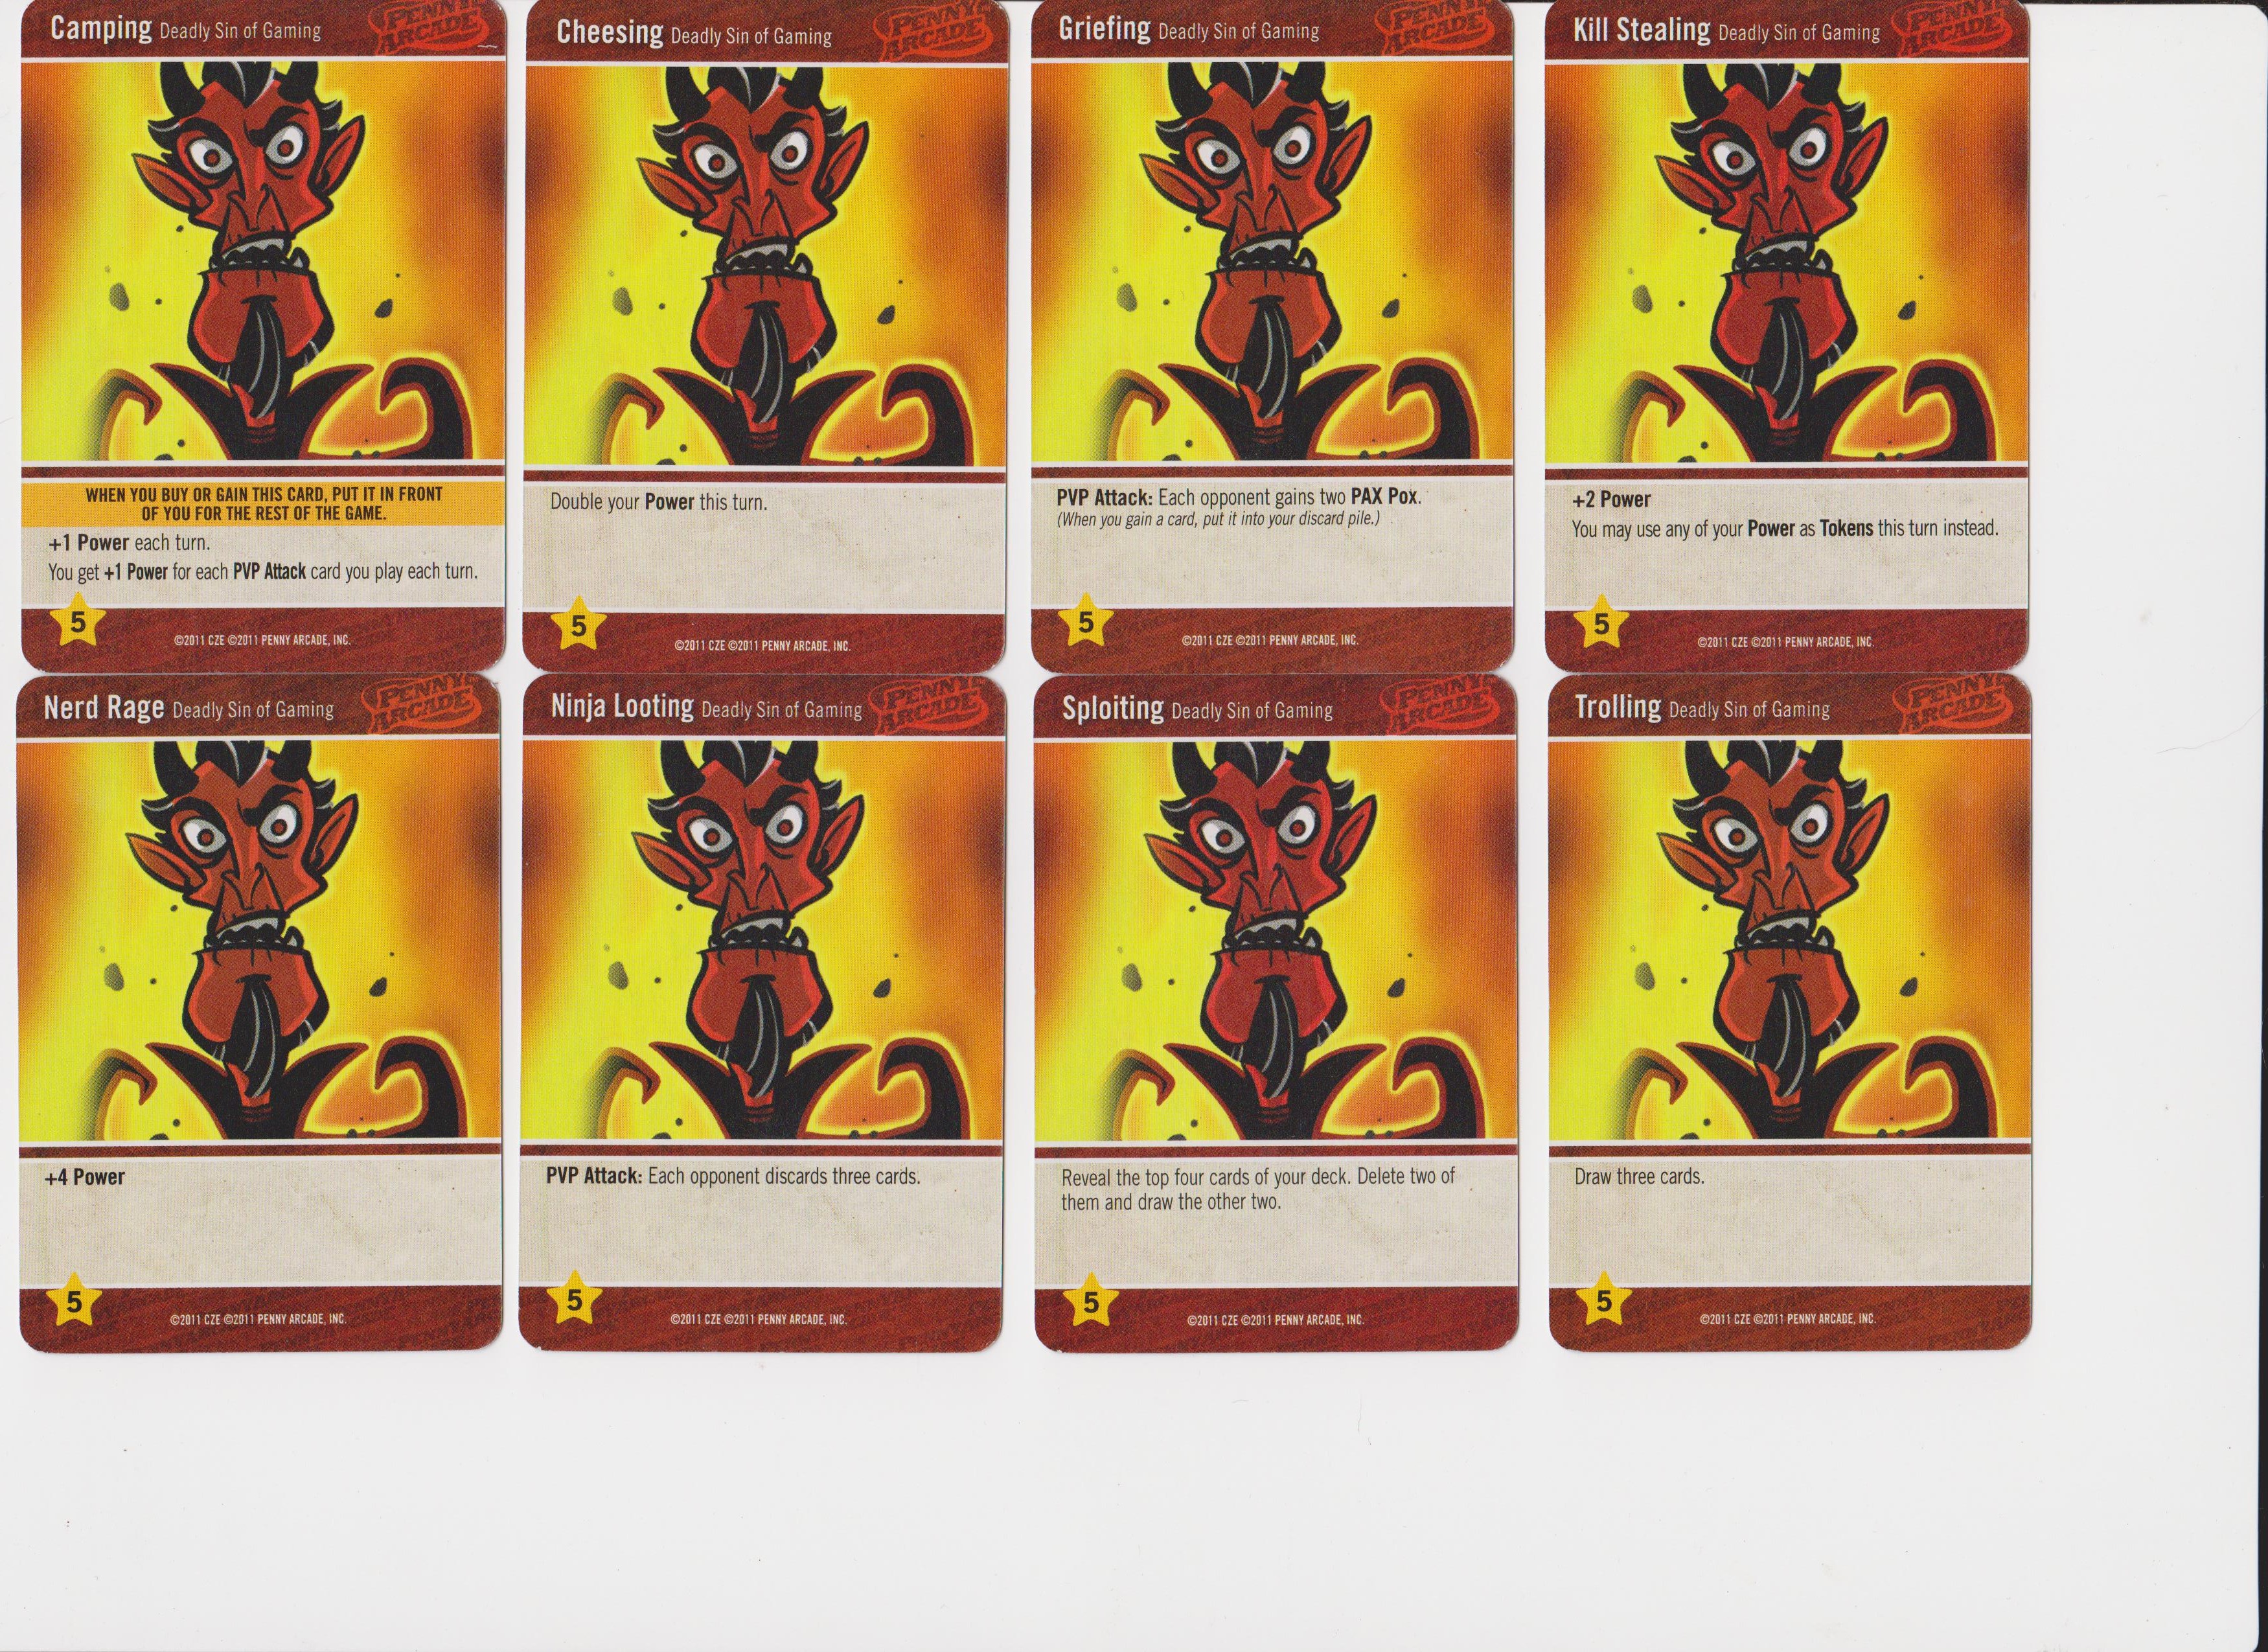 Camping Deadly Sin of Gaming
PENNY ARCADE
WHEN YOU BUY OR GAIN THIS CARD, PUT IT IN FRONT
OF YOU FOR THE REST OF THE GAME.
+1 Power each turn.
You get +1 Power for each PVP Attack card you play each turn.
5
©2011 CZE ©2011 PENNY ARCADE, INC.
Cheesing Deadly Sin of Gaming
PENNY ARCADE
Double your Power this turn.
5
©2011 CZE ©2011 PENNY ARCADE, INC.
Griefing Deadly Sin of Gaming
PENNY ARCADE
PVP Attack: Each opponent gains two PAX Pox.
(When you gain a card, put it into your discard pile.)
5
©2011 CZE ©2011 PENNY ARCADE, INC.
Kill Stealing Deadly Sin of Gaming
PENNY ARCADE
+2 Power
You may use any of your Power as Tokens this turn instead.
5
©2011 CZE ©2011 PENNY ARCADE, INC.
Nerd Rage Deadly Sin of Gaming
PENNY ARCADE
+4 Power
5
©2011 CZE ©2011 PENNY ARCADE, INC.
Ninja Looting Deadly Sin of Gaming
PENNY ARCADE
PVP Attack: Each opponent discards three cards.
5
©2011 CZE ©2011 PENNY ARCADE, INC.
Sploiting Deadly Sin of Gaming
PENNY ARCADE
Reveal the top four cards of your deck. Delete two of
them and draw the other two.
5
©2011 CZE ©2011 PENNY ARCADE, INC.
Trolling Deadly Sin of Gaming
PENNY ARCADE
Draw three cards.
5
©2011 CZE ©2011 PENNY ARCADE, INC.